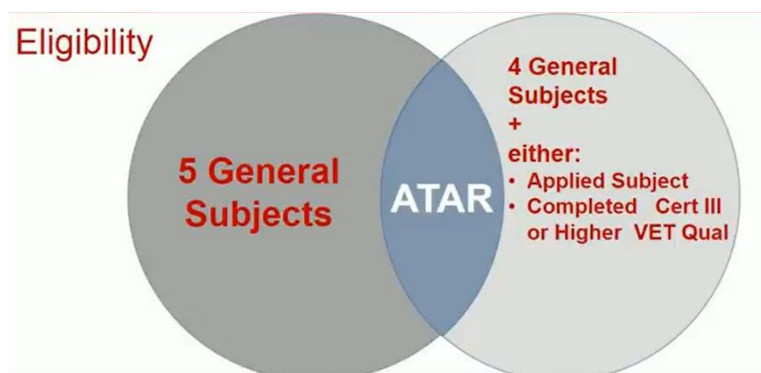 Eligibility
5 General
Subjects
ATAR
4 General
Subjects
+
either:
• Applied Subject
• Completed Cert III
or Higher VET Qual